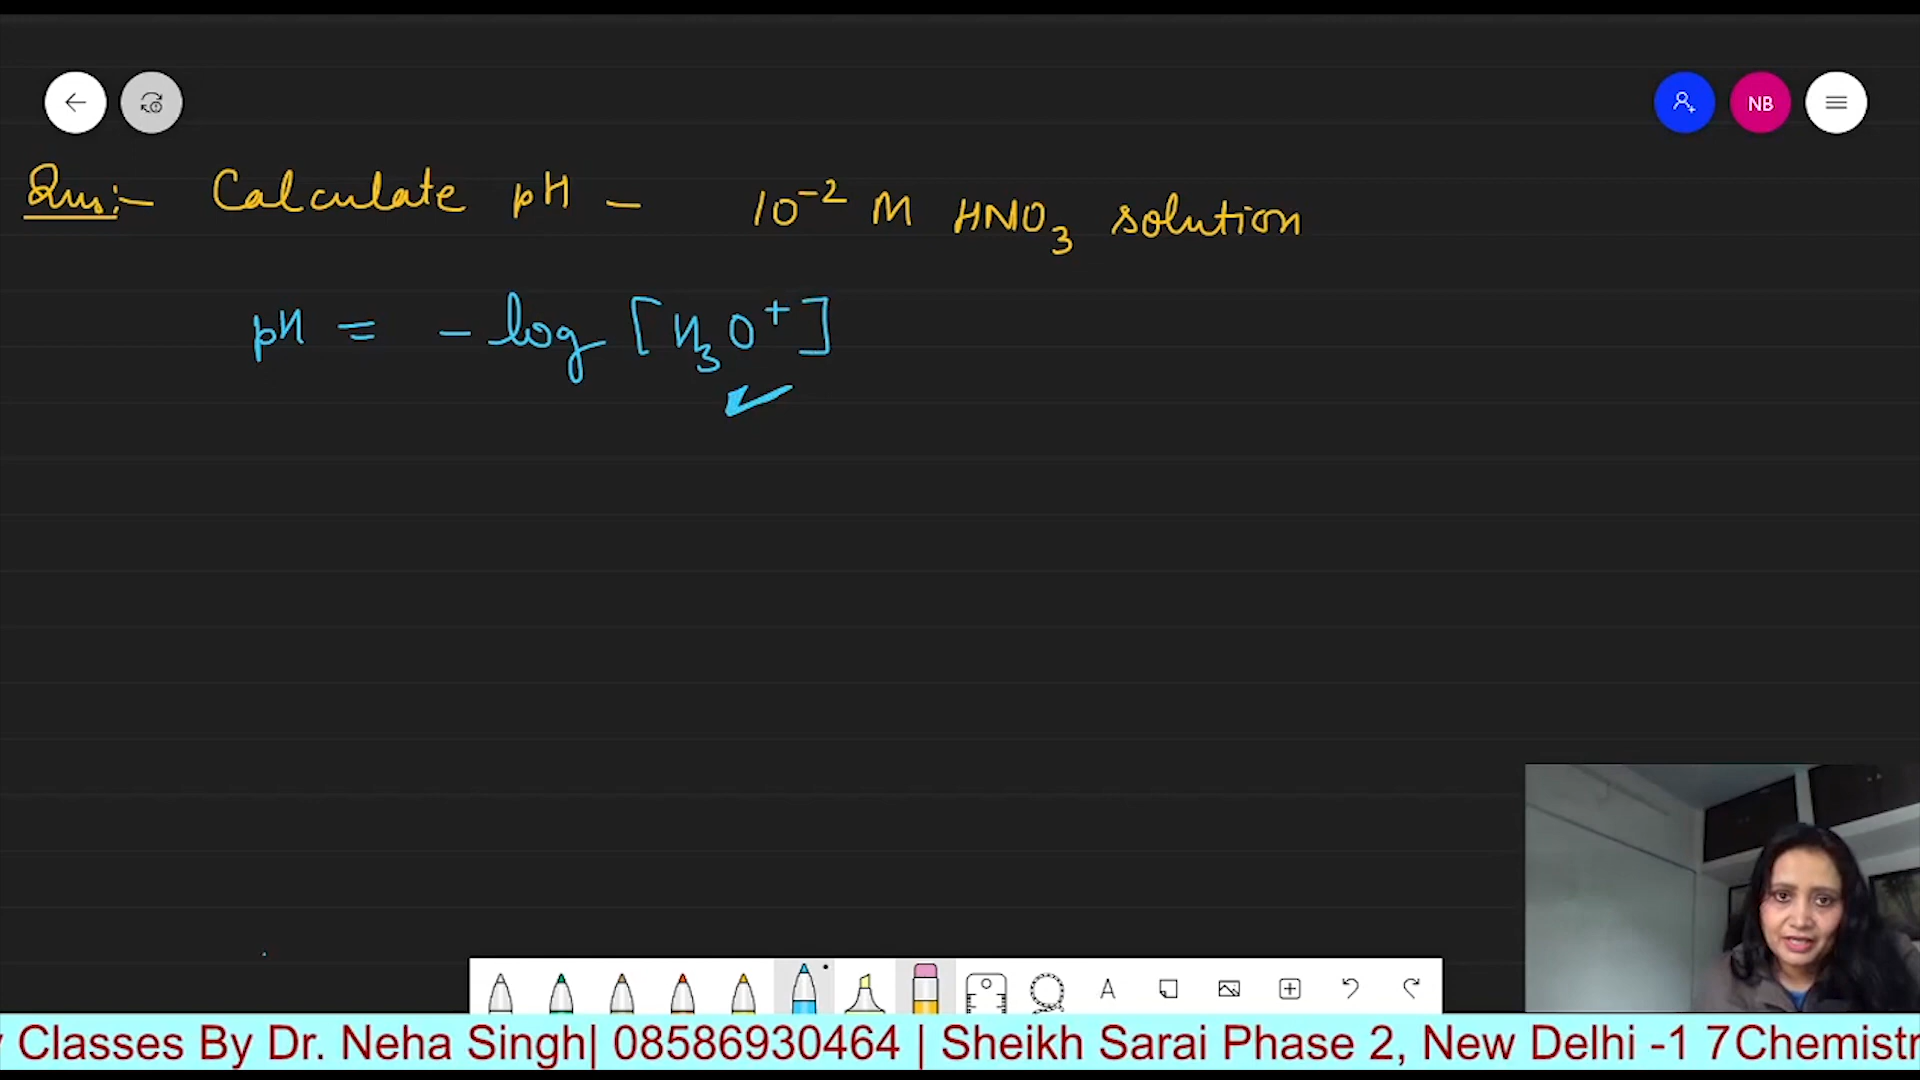 NB
Qus:- Calculate pH - 10⁻² M HNO₃ solution
pH = - log [H₃O⁺]
A
y Classes By Dr. Neha Singh| 08586930464 | Sheikh Sarai Phase 2, New Delhi -1 7Chemistr